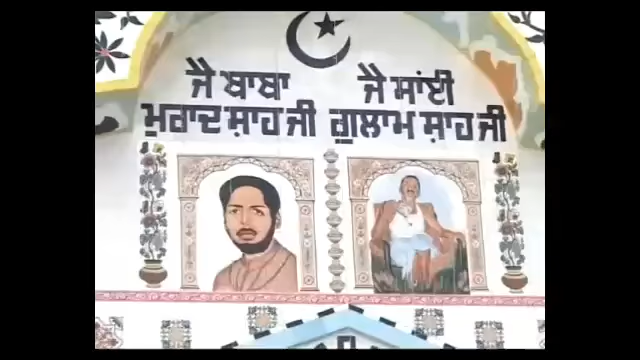 ਜੈ ਬਾਬਾ ਜੈ ਸਾਂਈ
ਮੁਰਾਦ ਸ਼ਾਹ ਜੀ ਗੁਲਾਮ ਸ਼ਾਹ ਜੀ